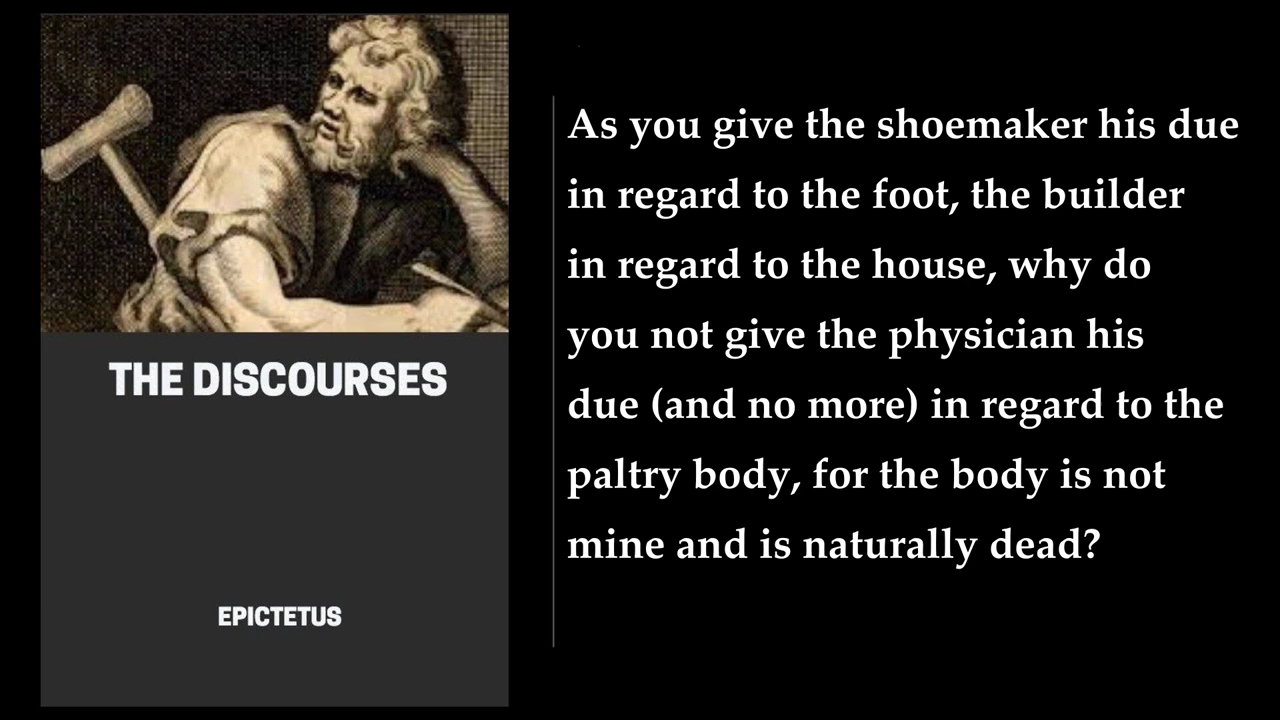 THE DISCOURSES
EPICTETUS
As you give the shoemaker his due
in regard to the foot, the builder
in regard to the house, why do
you not give the physician his
due (and no more) in regard to the
paltry body, for the body is not
mine and is naturally dead?